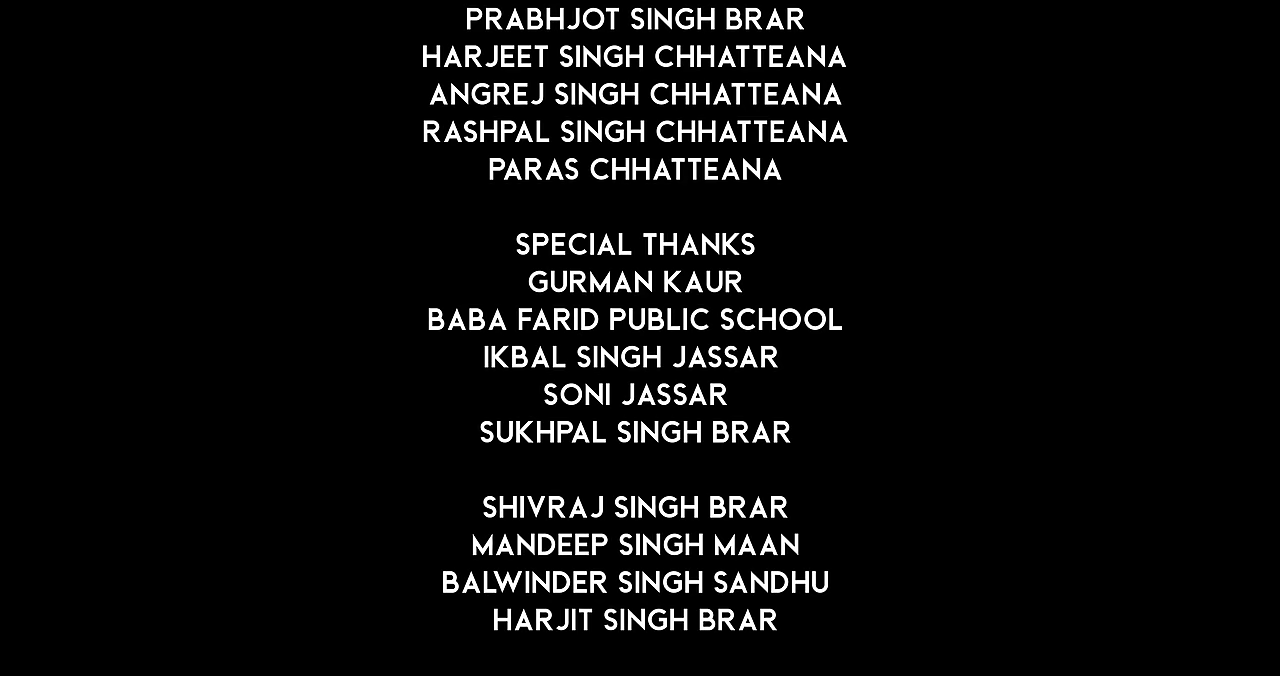 PRABHJOT SINGH BRAR
HARJEET SINGH CHHATTEANA
ANGREJ SINGH CHHATTEANA
RASHPAL SINGH CHHATTEANA
PARAS CHHATTEANA
SPECIAL THANKS
GURMAN KAUR
BABA FARID PUBLIC SCHOOL
IKBAL SINGH JASSAR
SONI JASSAR
SUKHPAL SINGH BRAR
SHIVRAJ SINGH BRAR
MANDEEP SINGH MAAN
BALWINDER SINGH SANDHU
HARJIT SINGH BRAR